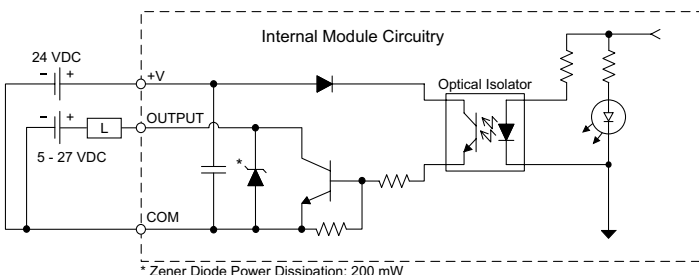 Internal Module Circuitry
24 VDC
- +
+V
Optical Isolator
- +
L
OUTPUT
5 - 27 VDC
*
COM
* Zener Diode Power Dissipation: 200 mW